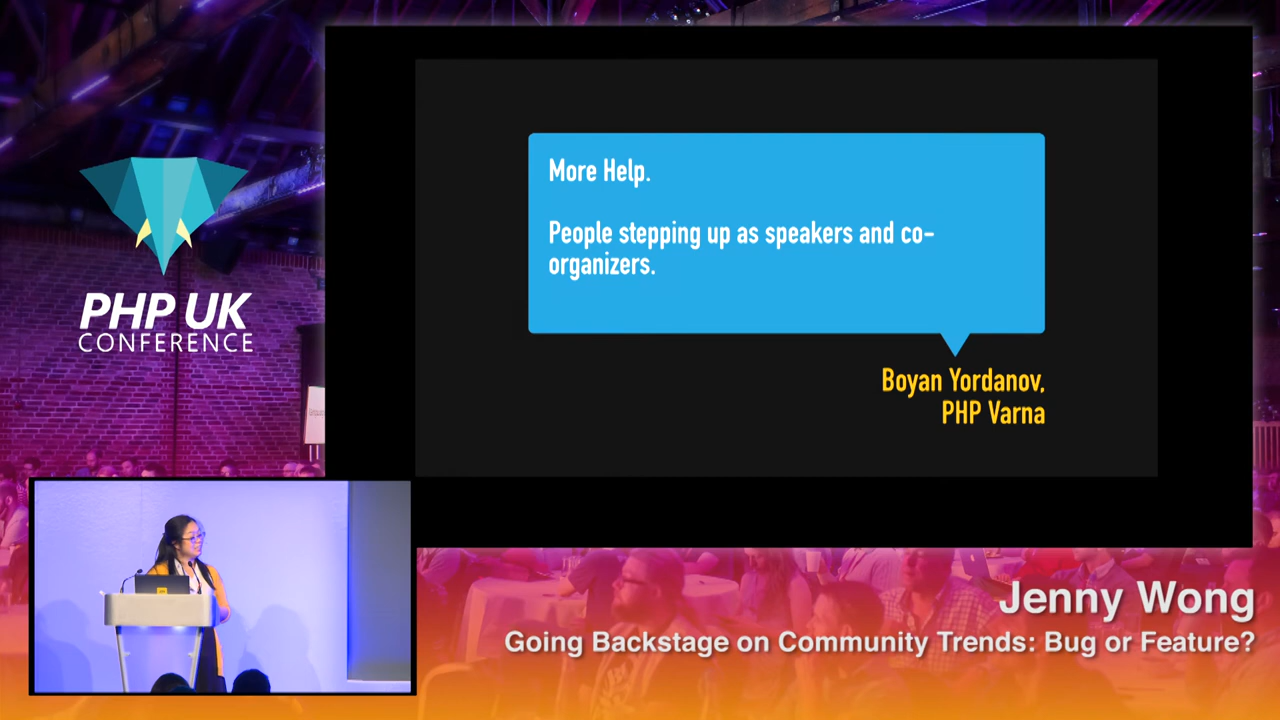 More Help.
People stepping up as speakers and co-
organizers.
Boyan Yordanov,
PHP Varna
PHP UK
CONFERENCE
Jenny Wong
Going Backstage on Community Trends: Bug or Feature?